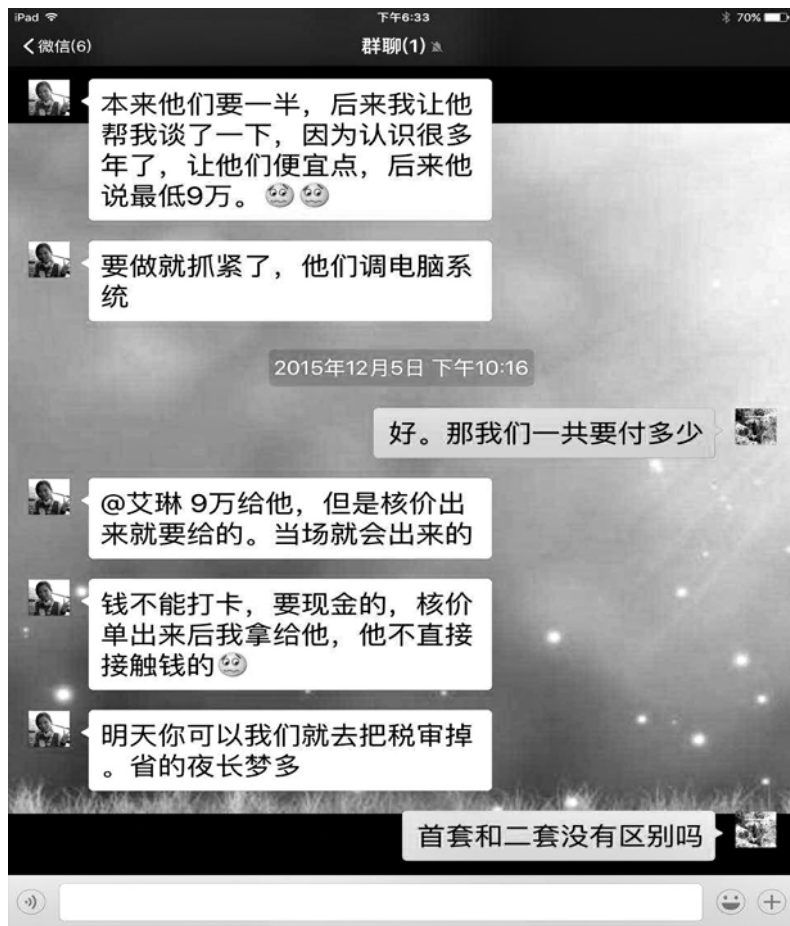 iPad 下午6:33 70%
微信(6) 群聊(1)
本来他们要一半，后来我让他
帮我谈了一下，因为认识很多
年了，让他们便宜点，后来他
说最低9万。
要做就抓紧了，他们调电脑系
统
2015年12月5日 下午10:16
好。那我们一共要付多少
@艾琳 9万给他，但是核价出
来就要给的。当场就会出来的
钱不能打卡，要现金的，核价
单出来后我拿给他，他不直接
接触钱的
明天你可以我们就去把税审掉
。省的夜长梦多
首套和二套没有区别吗